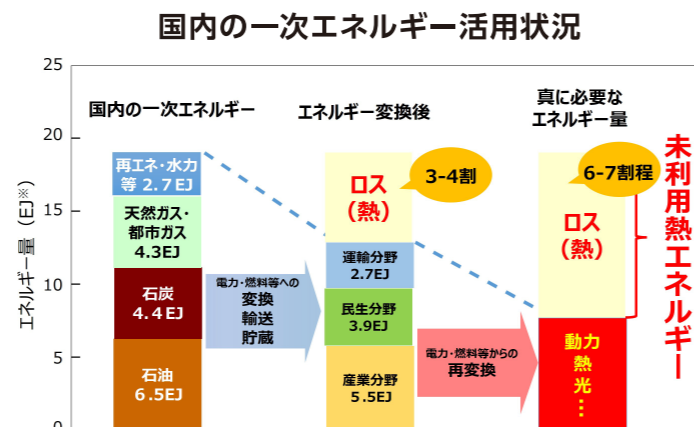 国内の一次エネルギー活用状況
25
20
15
10
5
0
エネルギー量（EJ※）
国内の一次エネルギー
再エネ・水力
等 2.7EJ
天然ガス・
都市ガス
4.3EJ
石炭
4.4EJ
石油
6.5EJ
電力・燃料等への
変換
輸送
貯蔵
エネルギー変換後
ロス
（熱）
3-4割
運輸分野
2.7EJ
民生分野
3.9EJ
産業分野
5.5EJ
電力・燃料等からの
再変換
真に必要な
エネルギー量
6-7割程
ロス
（熱）
動力
熱
光
⋮
未利用熱エネルギー